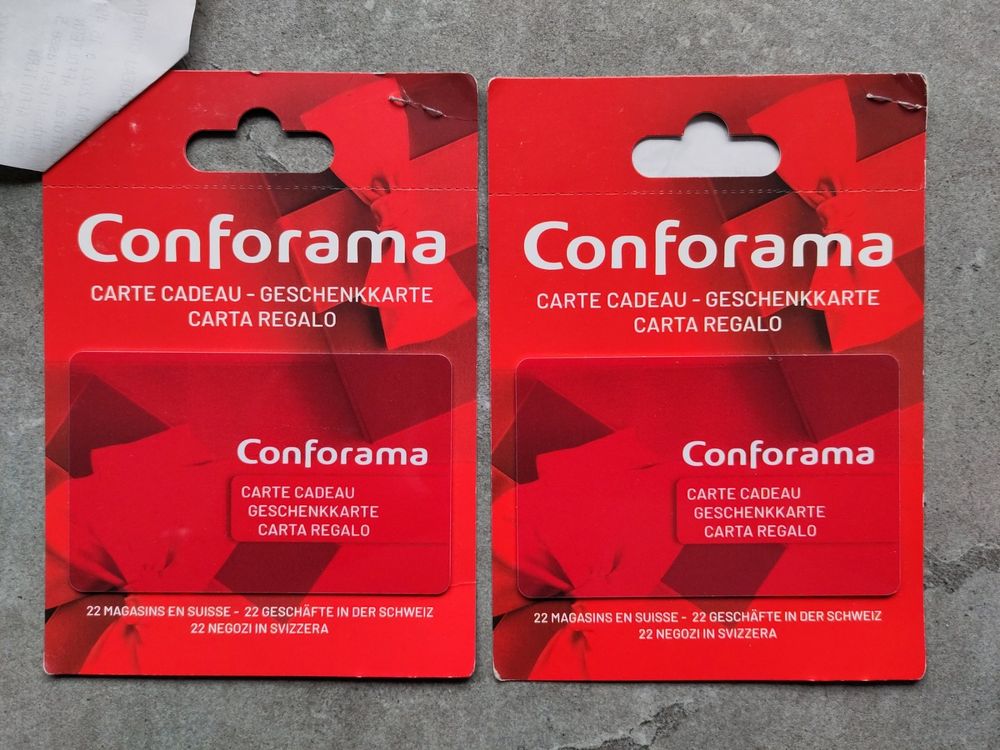 Conforama
CARTE CADEAU - GESCHENKKARTE
CARTA REGALO
Conforama
CARTE CADEAU
GESCHENKKARTE
CARTA REGALO
22 MAGASINS EN SUISSE - 22 GESCHÄFTE IN DER SCHWEIZ
22 NEGOZI IN SVIZZERA
Conforama
CARTE CADEAU - GESCHENKKARTE
CARTA REGALO
Conforama
CARTE CADEAU
GESCHENKKARTE
CARTA REGALO
22 MAGASINS EN SUISSE - 22 GESCHÄFTE IN DER SCHWEIZ
22 NEGOZI IN SVIZZERA